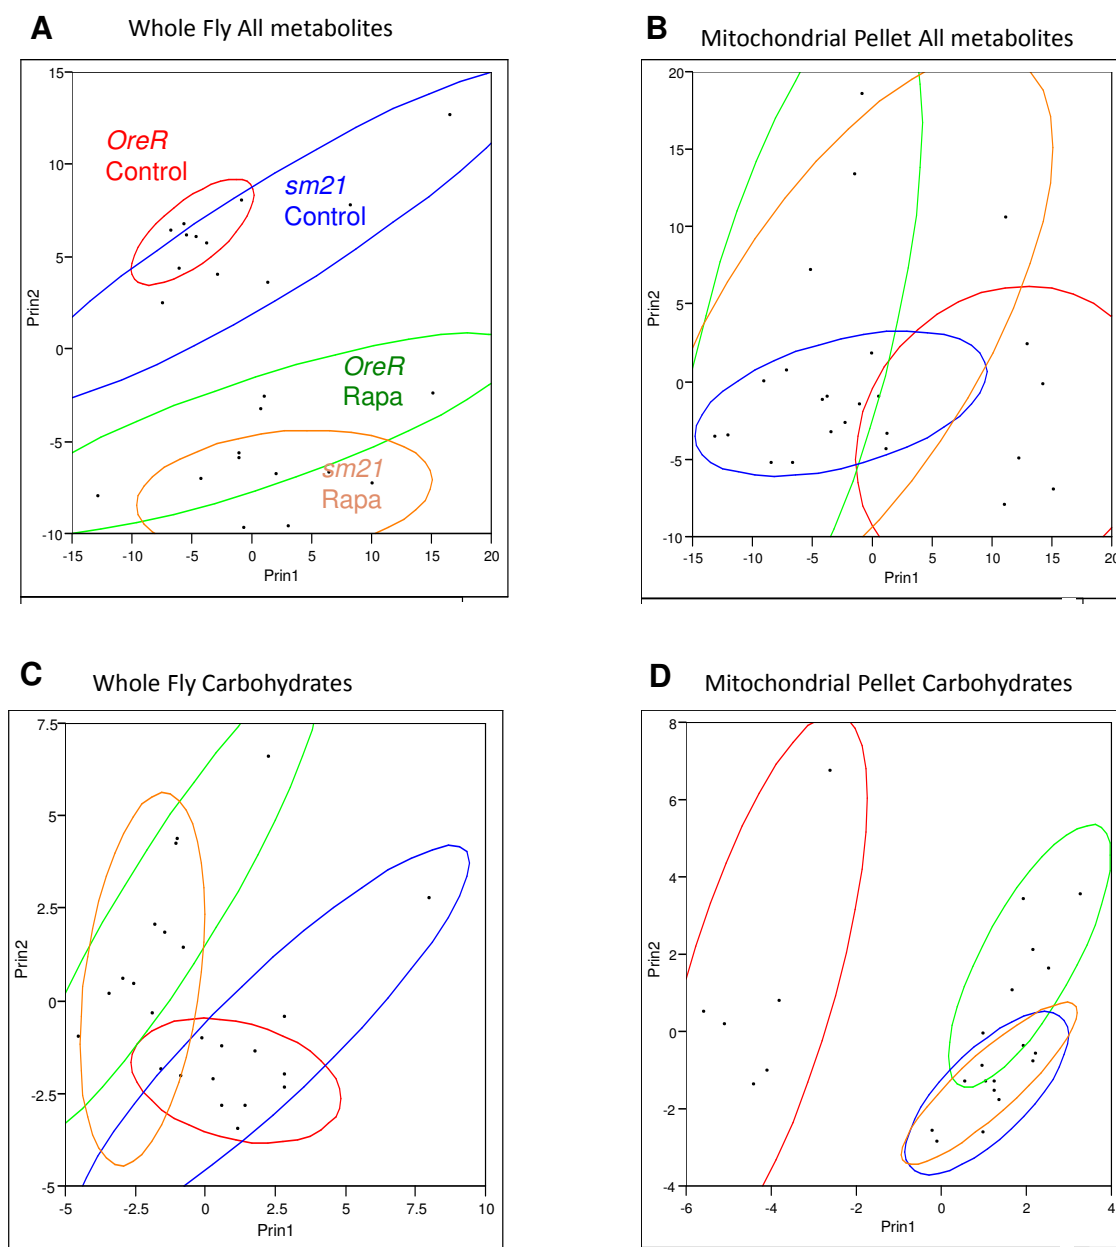 A
Whole Fly All metabolites
15
10
5
0
-5
-10
Prin2
OreR
Control
sm21
Control
OreR
Rapa
sm21
Rapa
-15
-10
-5
0
5
10
15
20
Prin1
B
Mitochondrial Pellet All metabolites
20
15
10
5
0
-5
-10
Prin2
-15
-10
-5
0
5
10
15
20
Prin1
C
Whole Fly Carbohydrates
7.5
5
2.5
0
-2.5
-5
Prin2
-5
-2.5
0
2.5
5
7.5
10
Prin1
D
Mitochondrial Pellet Carbohydrates
8
6
4
2
0
-2
-4
Prin2
-6
-4
-2
0
2
4
Prin1